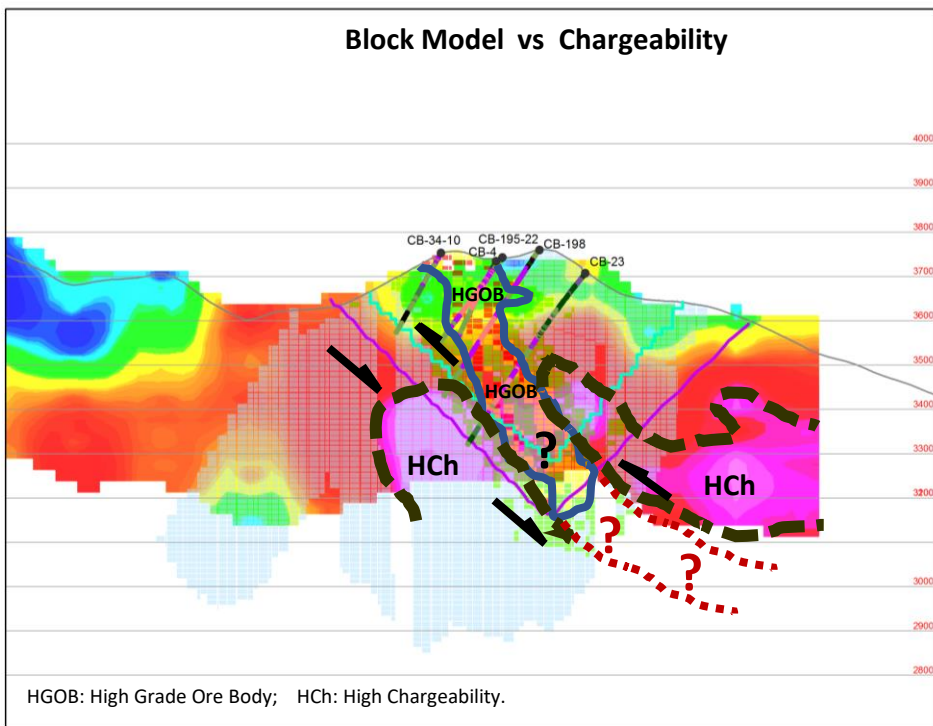 Block Model vs Chargeability
4000
3900
3800
CB-195-22
CB-34-10
CB-198
CB-4
CB-23
3700
HGOB
3600
3500
HGOB
3400
?
3300
HCh
HCh
3200
?
3100
?
3000
2900
2800
HGOB: High Grade Ore Body; HCh: High Chargeability.